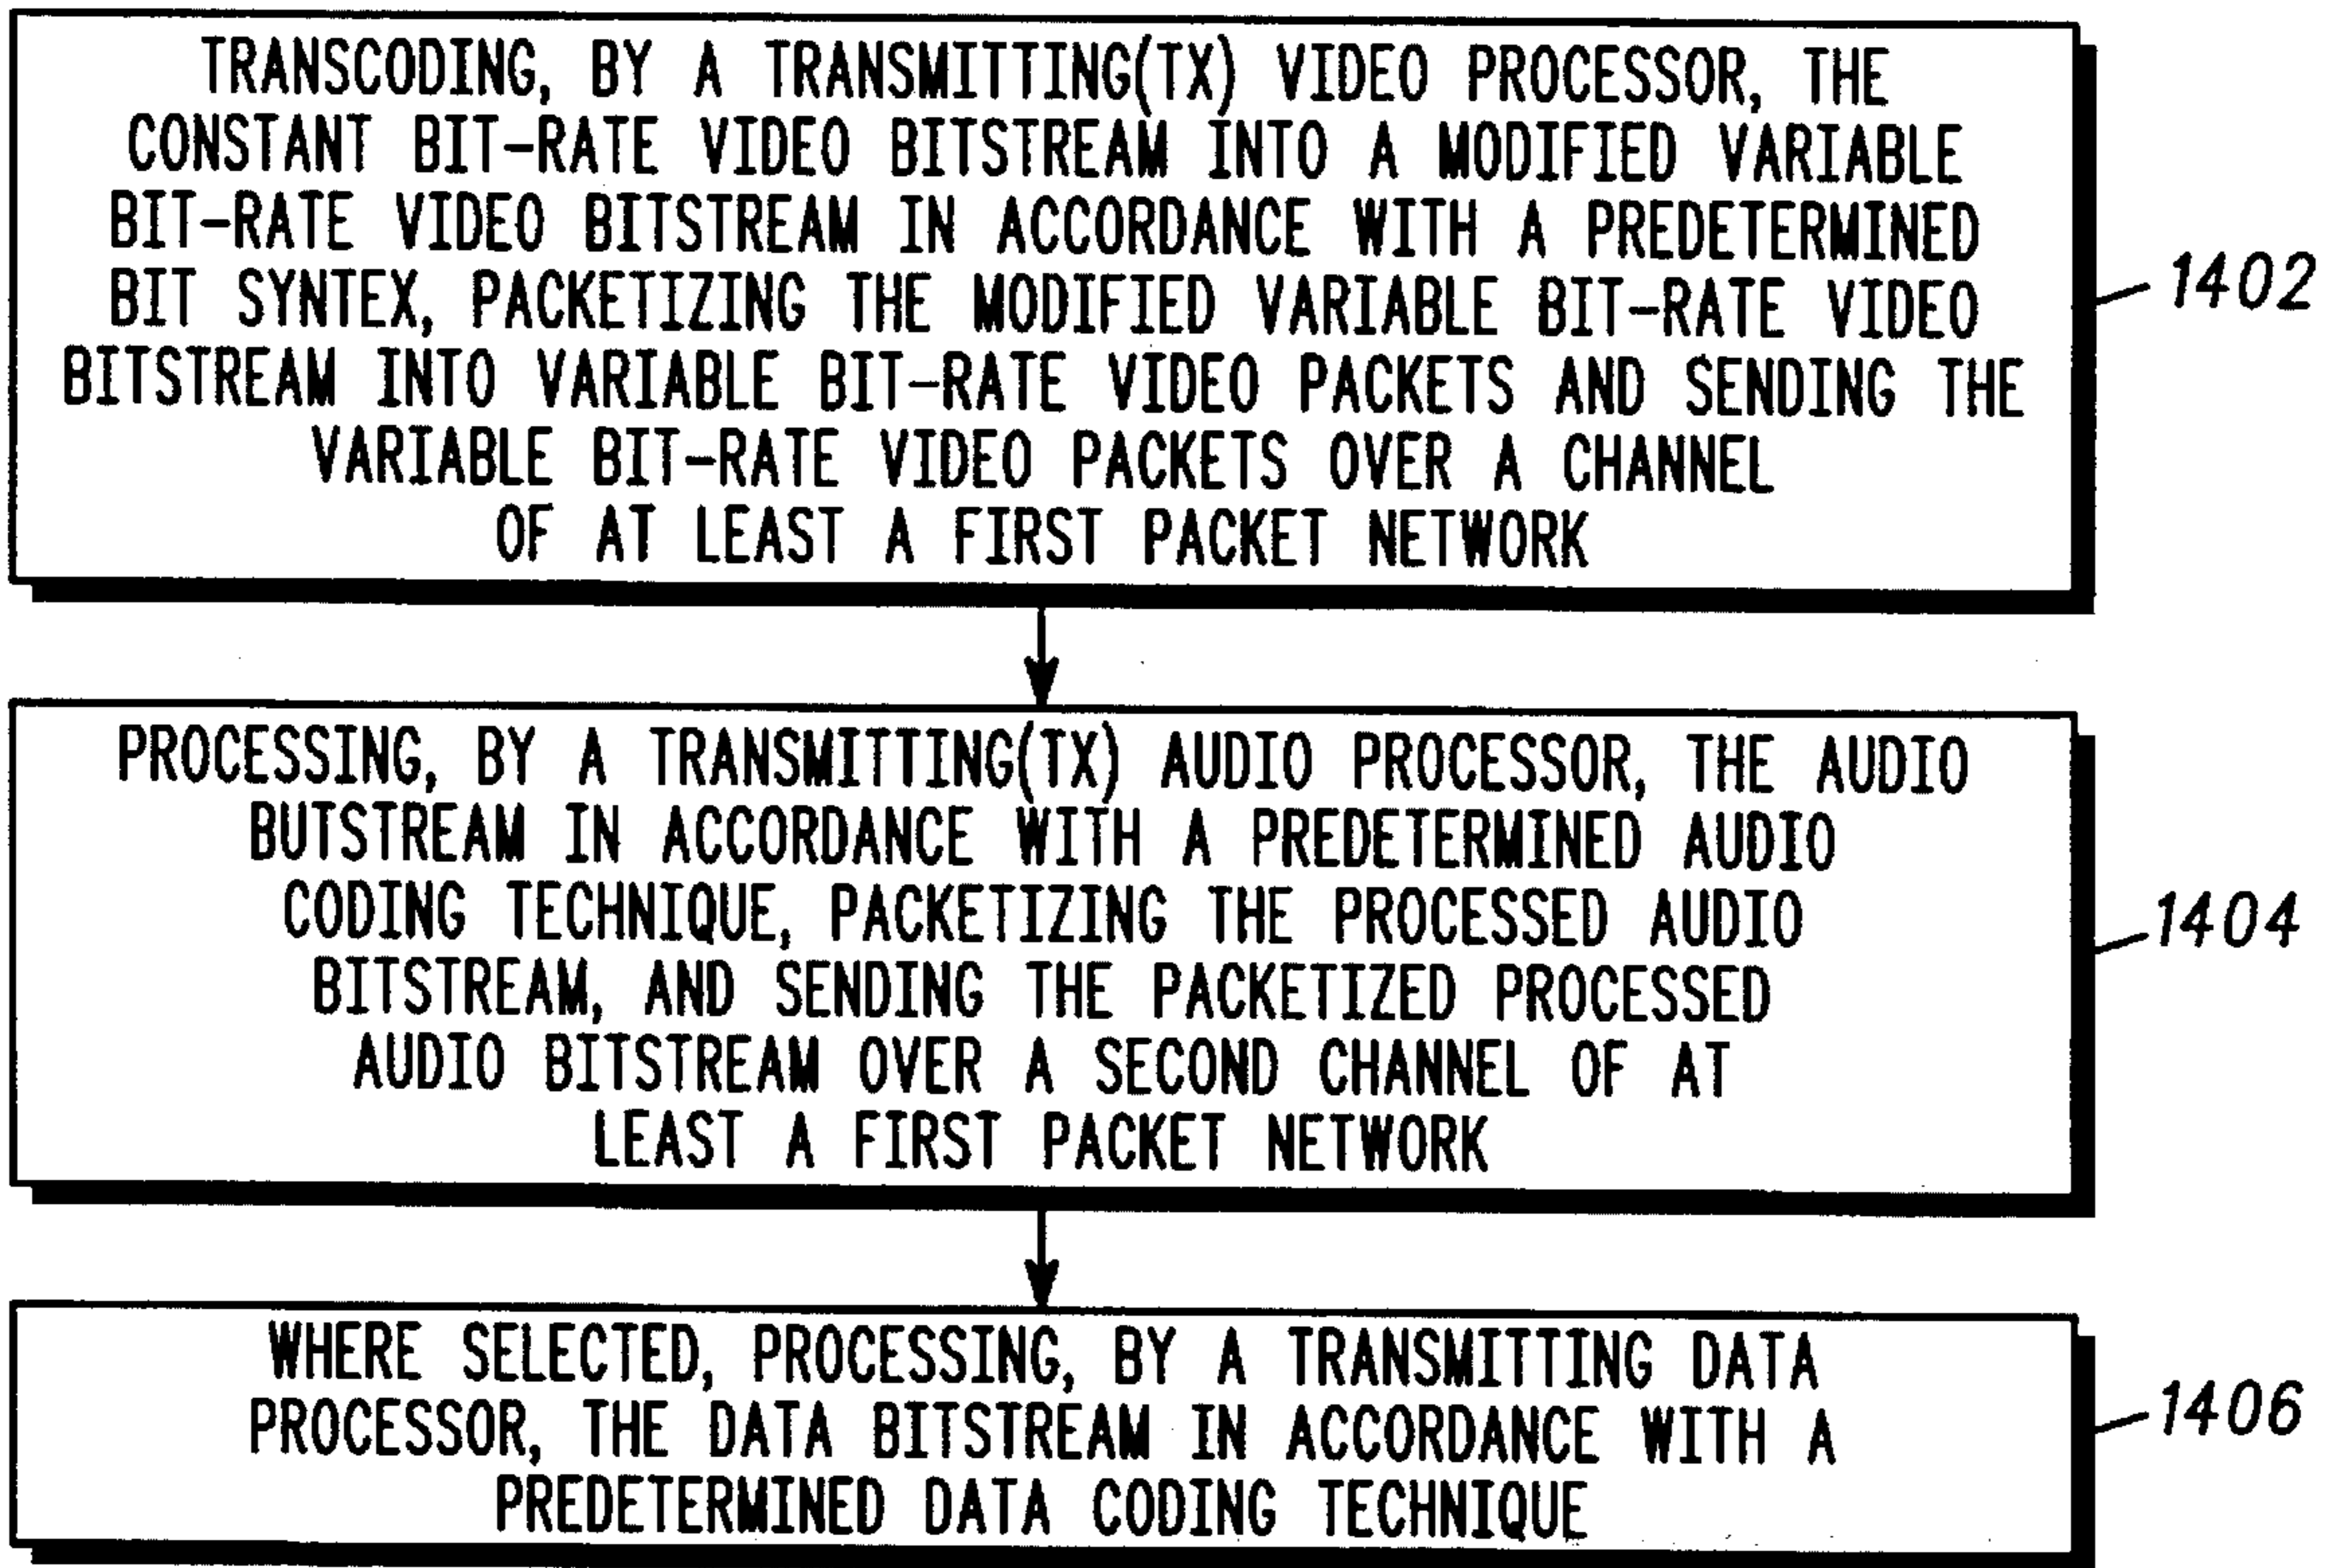 TRANSCODING, BY A TRANSMITTING(TX) VIDEO PROCESSOR, THE
CONSTANT BIT-RATE VIDEO BITSTREAM INTO A MODIFIED VARIABLE
BIT-RATE VIDEO BITSTREAM IN ACCORDANCE WITH A PREDETERMINED
BIT SYNTEX, PACKETIZING THE MODIFIED VARIABLE BIT-RATE VIDEO
BITSTREAM INTO VARIABLE BIT-RATE VIDEO PACKETS AND SENDING THE
VARIABLE BIT-RATE VIDEO PACKETS OVER A CHANNEL
OF AT LEAST A FIRST PACKET NETWORK
1402
PROCESSING, BY A TRANSMITTING(TX) AUDIO PROCESSOR, THE AUDIO
BUTSTREAM IN ACCORDANCE WITH A PREDETERMINED AUDIO
CODING TECHNIQUE, PACKETIZING THE PROCESSED AUDIO
BITSTREAM, AND SENDING THE PACKETIZED PROCESSED
AUDIO BITSTREAM OVER A SECOND CHANNEL OF AT
LEAST A FIRST PACKET NETWORK
1404
WHERE SELECTED, PROCESSING, BY A TRANSMITTING DATA
PROCESSOR, THE DATA BITSTREAM IN ACCORDANCE WITH A
PREDETERMINED DATA CODING TECHNIQUE
1406